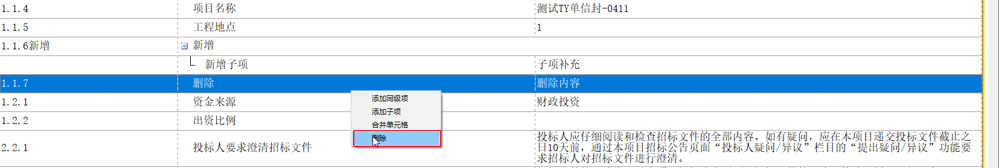 1.1.4 项目名称 测试TY单信封-0411
1.1.5 工程地点 1
1.1.6新增 新增
新增子项 子项补充
1.1.7 删除 删除内容
添加同级项
1.2.1 资金来源 财政投资
添加子项
1.2.2 出资比例
合并单元格
删除
2.2.1 投标人要求澄清招标文件
投标人应仔细阅读和检查招标文件的全部内容。如有疑问，应在本项目递交投标文件截止之
日10天前，通过本项目招标公告页面“投标人疑问/异议”栏目的“提出疑问/异议”功能要
求招标人对招标文件进行澄清。